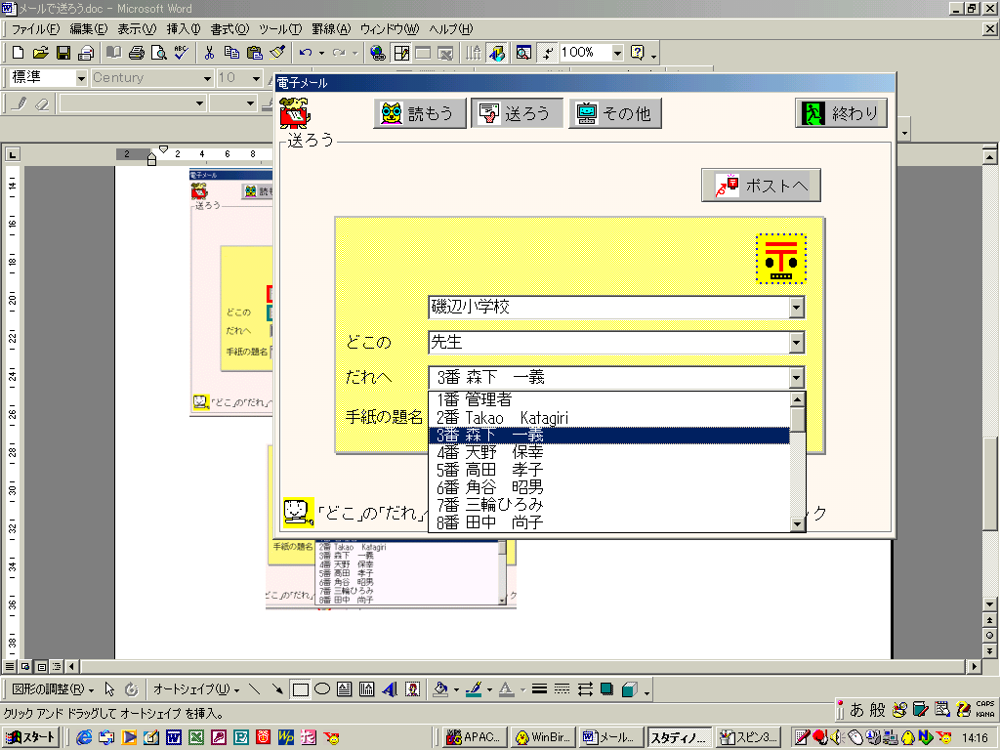 メールで送ろう.doc - Microsoft Word
ファイル(F) 編集(E) 表示(V) 挿入(I) 書式(O) ツール(T) 罫線(A) ウィンドウ(W) ヘルプ(H)
100%
標準 Century 10
電子メール
読もう 送ろう その他 終わり
送ろう
ポストへ
磯辺小学校
どこの 先生
だれへ 3番 森下 一義
手紙の題名
1番 管理者
2番 Takao Katagiri
3番 森下 一義
4番 天野 保幸
5番 高田 孝子
6番 角谷 昭男
7番 三輪ひろみ
8番 田中 尚子
「どこ」の「だれ」
ック
2 2 4 6 8
14
16
18
20
22
24
26
28
30
32
34
36
38
電子メール
読も
送ろう
どこの
だれへ
手紙の題名
「どこ」の「だれ」へ
手紙の題名
2番 Takao Katagiri
3番 森下 一義
4番 天野 保幸
5番 高田 孝子
6番 角谷 昭男
7番 三輪ひろみ
8番 田中 尚子
どこ」の「だれ」
ク
図形の調整(R) オートシェイプ(U)
クリック アンド ドラッグして オートシェイプ を挿入。
あ 般 CAPS KANA
スタート APAC... WinBir... メール... スタディノ... スピン3... 14:16